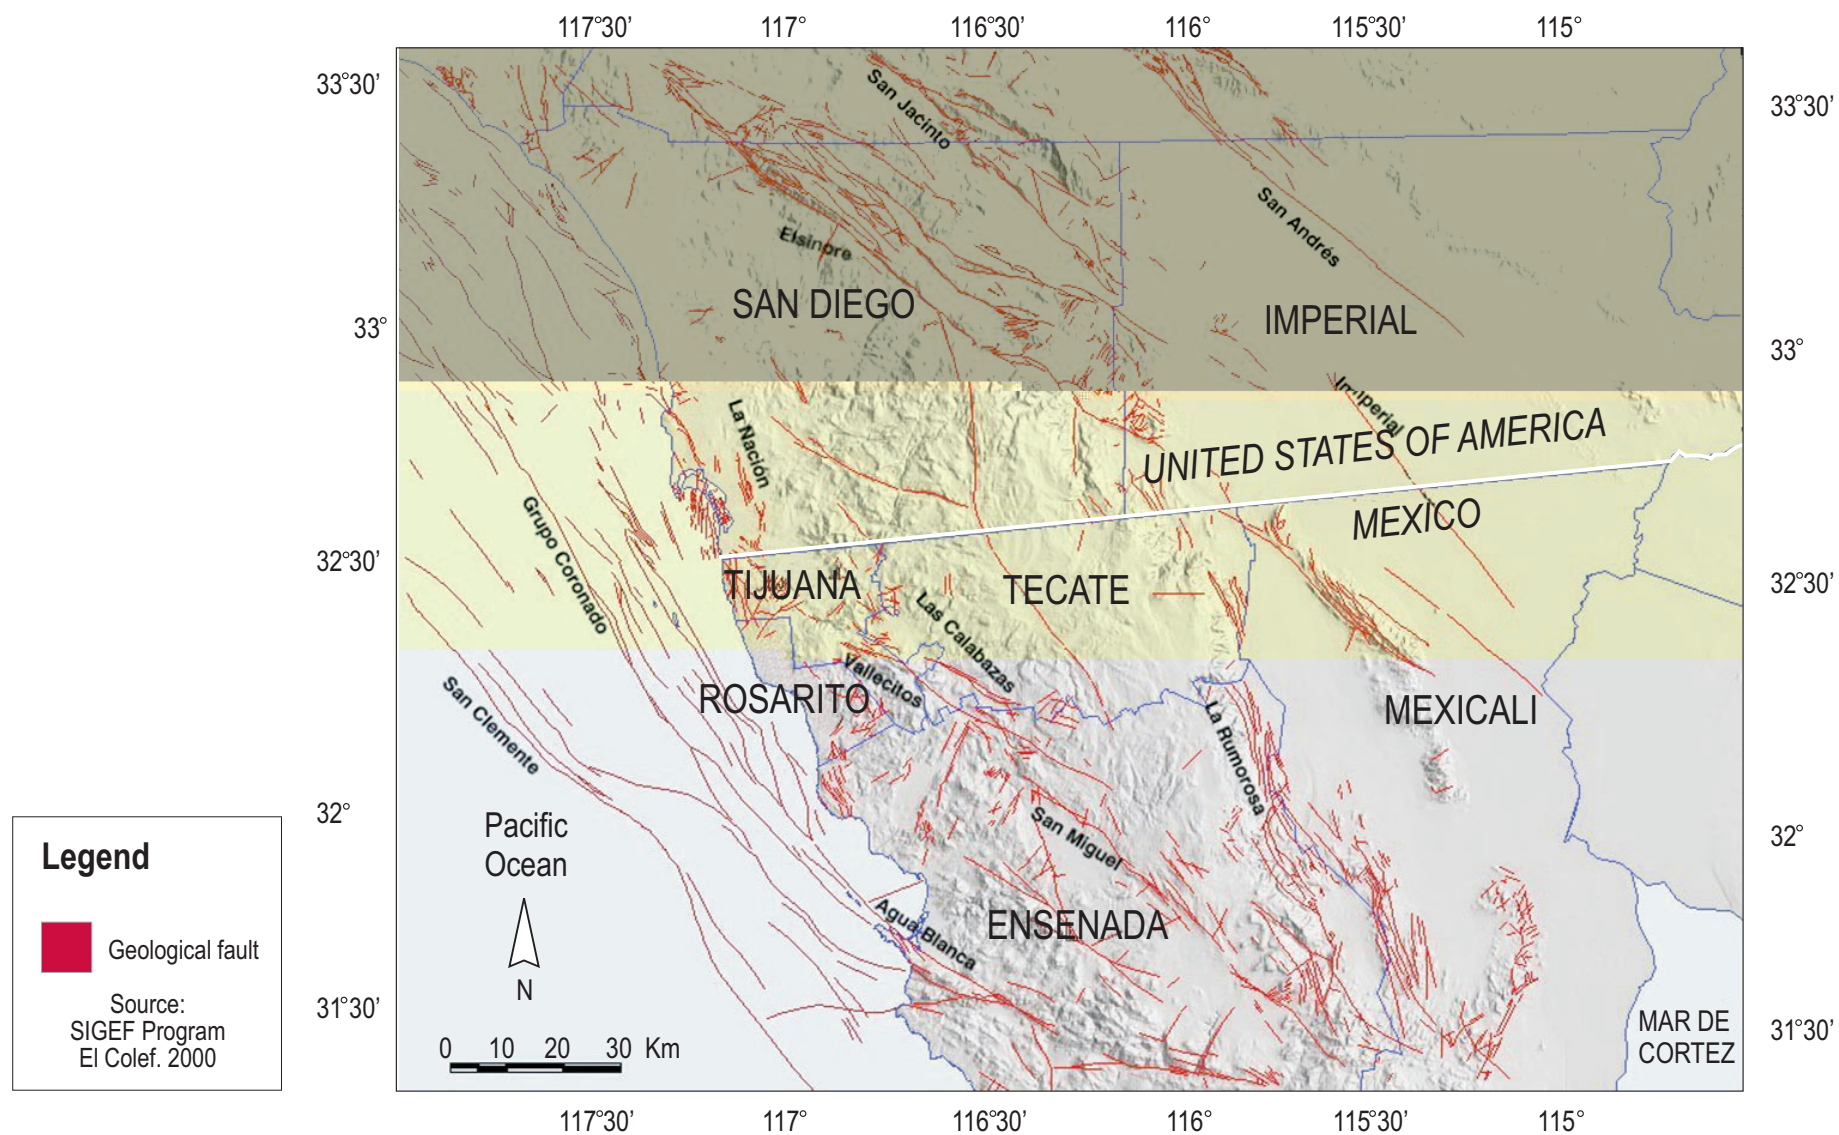 117°30’ 117° 116°30’ 116° 115°30’ 115°
33°30’
33°30’
San Jacinto
San Andrés
Elsinore
SAN DIEGO
IMPERIAL
33°
33°
Imperial
La Nación
UNITED STATES OF AMERICA
MEXICO
Grupo Coronado
32°30’
32°30’
TIJUANA
TECATE
Las Calabazas
Vallecitos
ROSARITO
San Clemente
La Rumorosa
MEXICALI
32°
32°
San Miguel
Pacific
Ocean
Agua Blanca
ENSENADA
N
31°30’
31°30’
MAR DE
CORTEZ
0 10 20 30 Km
Legend
Geological fault
Source:
SIGEF Program
El Colef. 2000
117°30’ 117° 116°30’ 116° 115°30’ 115°